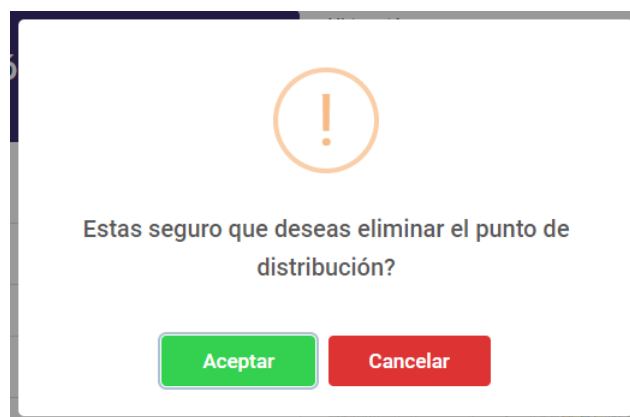 Estas seguro que deseas eliminar el punto de
distribución?
Aceptar
Cancelar